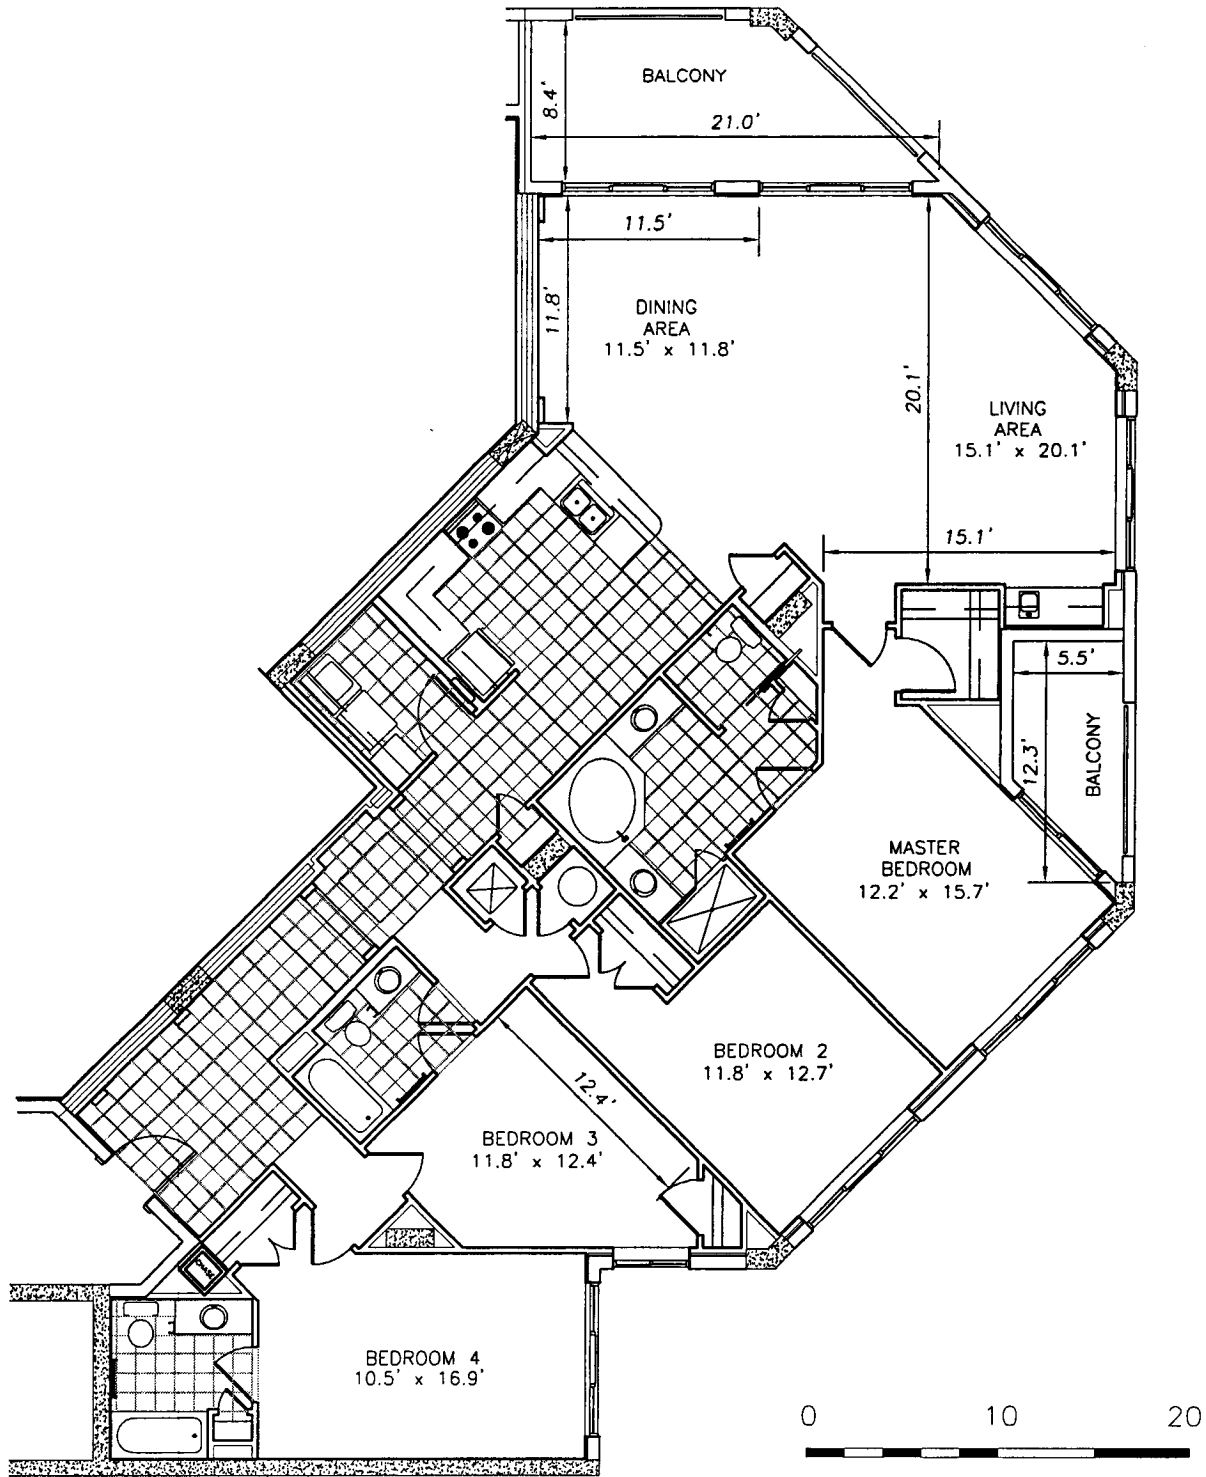 BALCONY
8.4'
21.0'
11.5'
11.8'
DINING
AREA
11.5' x 11.8'
20.1'
LIVING
AREA
15.1' x 20.1'
15.1'
5.5'
12.3'
BALCONY
MASTER
BEDROOM
12.2' x 15.7'
BEDROOM 2
11.8' x 12.7'
12.4'
BEDROOM 3
11.8' x 12.4'
CHASE
BEDROOM 4
10.5' x 16.9'
0 10 20